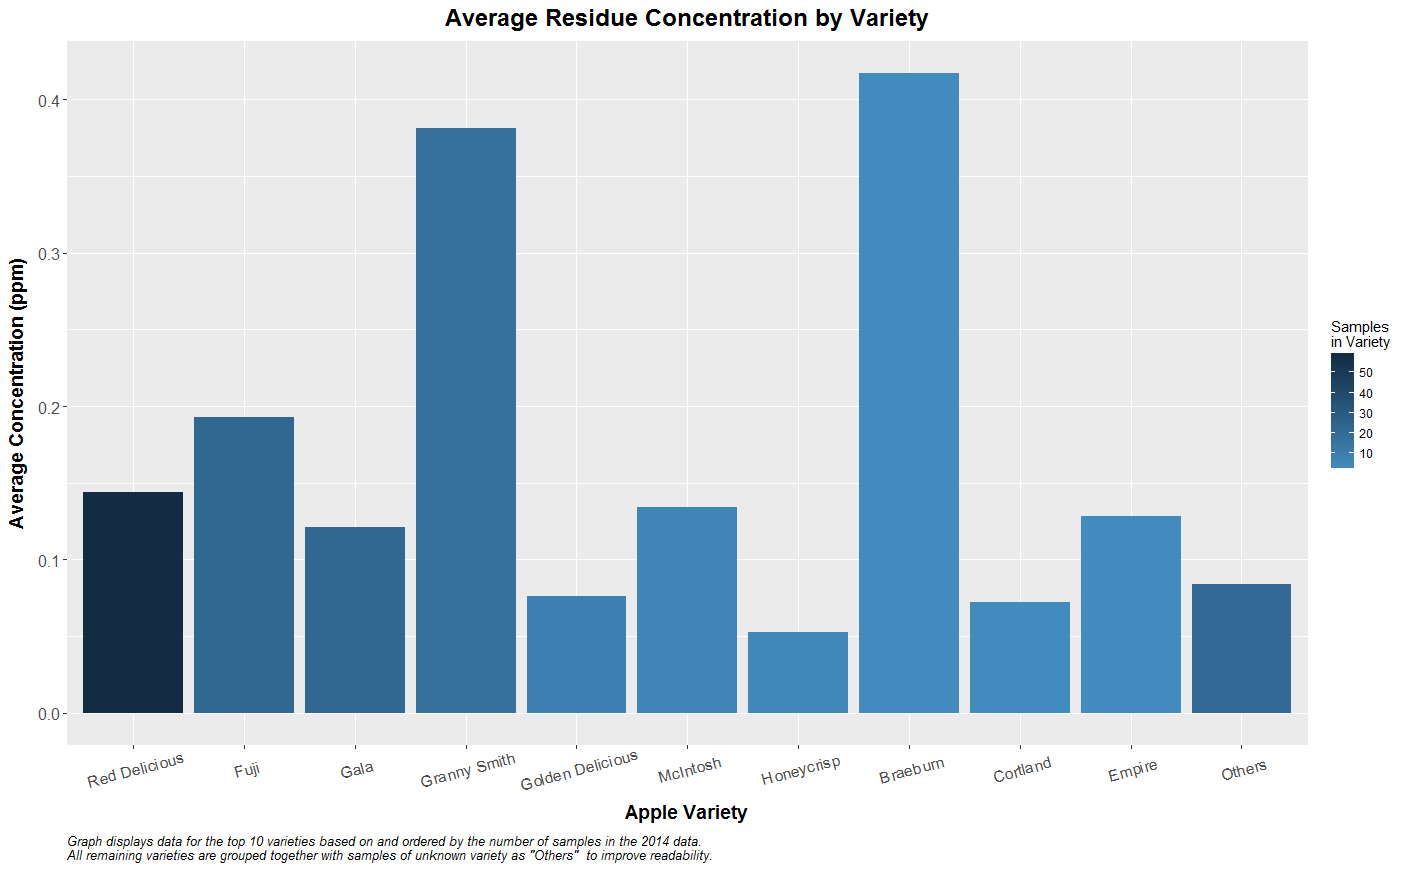 Average Residue Concentration by Variety
Average Concentration (ppm)
0.4
0.3
0.2
0.1
0.0
Red Delicious
Fuji
Gala
Granny Smith
Golden Delicious
McIntosh
Honeycrisp
Braeburn
Cortland
Empire
Others
Apple Variety
Samples
in Variety
50
40
30
20
10
Graph displays data for the top 10 varieties based on and ordered by the number of samples in the 2014 data.
All remaining varieties are grouped together with samples of unknown variety as "Others"  to improve readability.